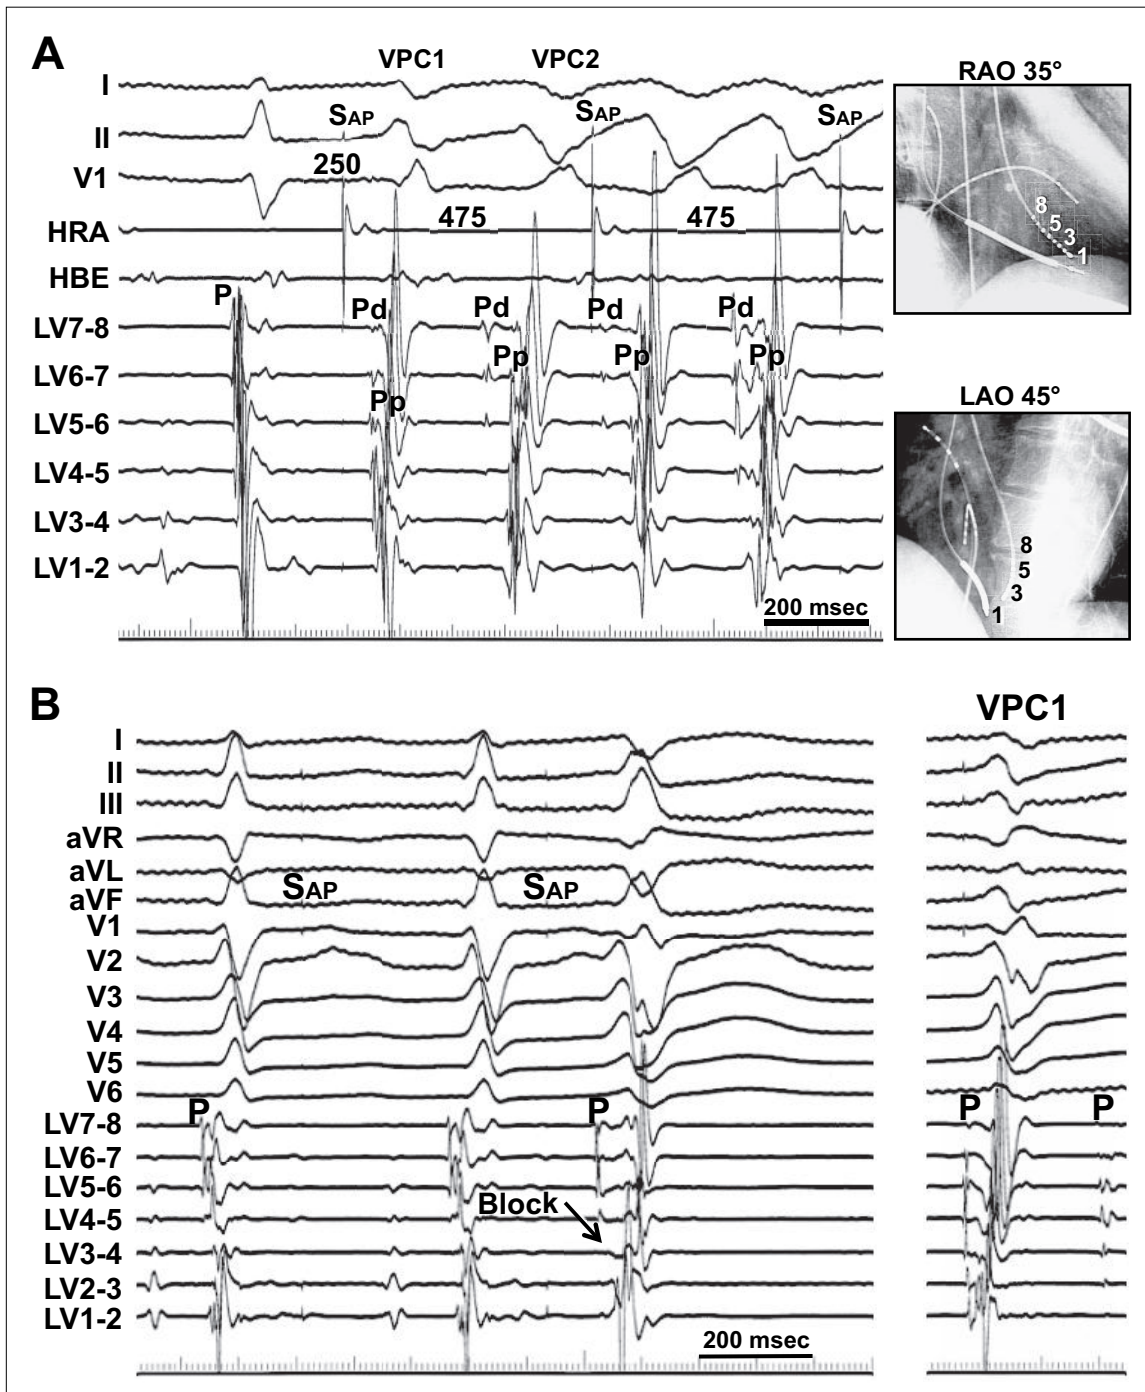 A
VPC1 VPC2
RAO 35°
I
SAP SAP SAP
II
250
V1
475 475
HRA
HBE
P
Pd Pd Pd Pd
LV7-8
Pp Pp Pp
LV6-7
Pp
LV5-6
LV4-5
LV3-4
LV1-2
200 msec
8
5
3
1
LAO 45°
8
5
3
1
B
VPC1
I
II
III
aVR
aVL
SAP SAP
aVF
V1
V2
V3
V4
V5
V6
P P P P
LV7-8
LV6-7
LV5-6
Block
LV4-5
LV3-4
LV2-3
LV1-2
200 msec